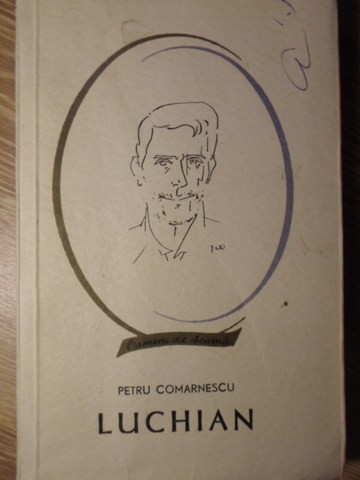 Oameni de Seamă
PETRU COMARNESCU
LUCHIAN